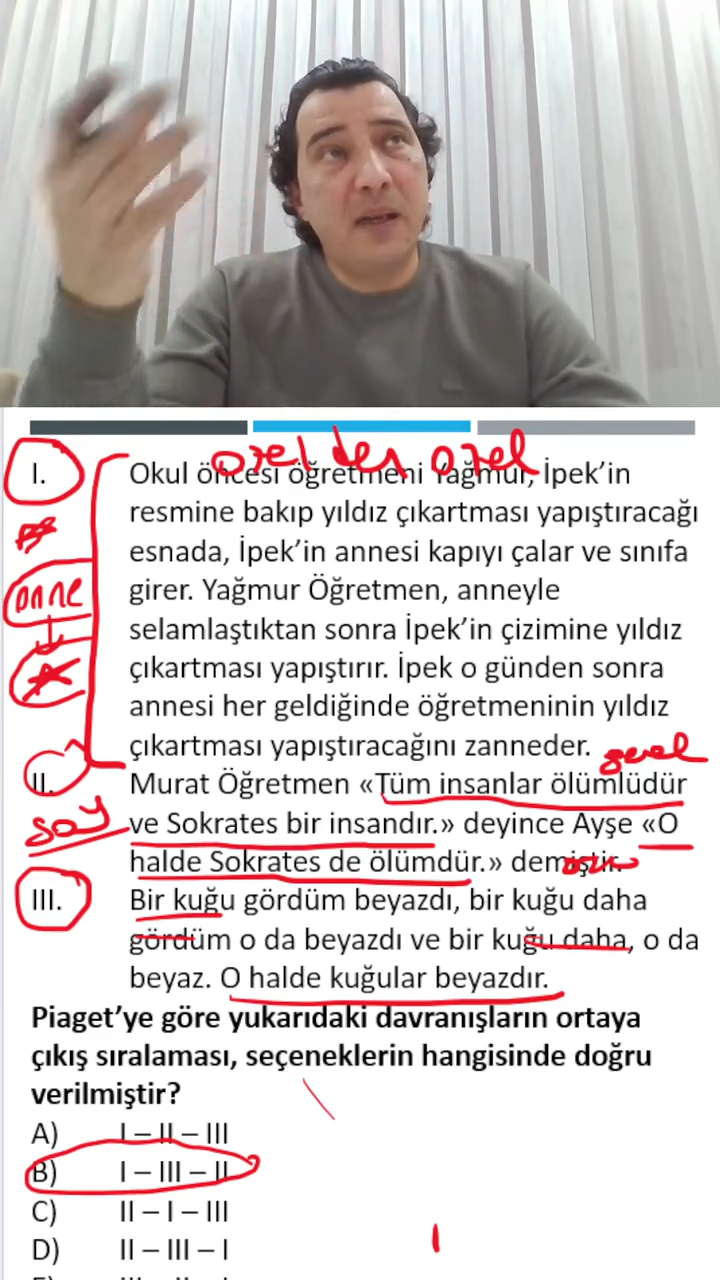 özelden özel
I. Okul öncesi öğretmeni Yağmur, İpek’in
resmine bakıp yıldız çıkartması yapıştıracağı
esnada, İpek’in annesi kapıyı çalar ve sınıfa
girer. Yağmur Öğretmen, anneyle
anne
selamlaştıktan sonra İpek’in çizimine yıldız
çıkartması yapıştırır. İpek o günden sonra
annesi her geldiğinde öğretmeninin yıldız
çıkartması yapıştıracağını zanneder.
genel
II. Murat Öğretmen «Tüm insanlar ölümlüdür
soy
ve Sokrates bir insandır.» deyince Ayşe «O
halde Sokrates de ölümdür.» demiştir.
III. Bir kuğu gördüm beyazdı, bir kuğu daha
gördüm o da beyazdı ve bir kuğu daha, o da
beyaz. O halde kuğular beyazdır.
Piaget’ye göre yukarıdaki davranışların ortaya
çıkış sıralaması, seçeneklerin hangisinde doğru
verilmiştir?
A) I – II – III
B) I – III – II
C) II – I – III
D) II – III – I